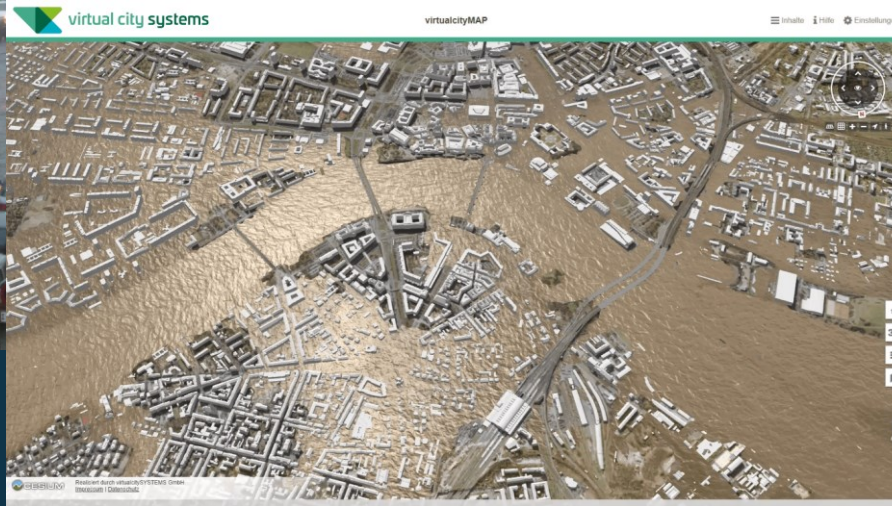 virtual city systems
virtualcityMAP
Inhalte
Hilfe
Einstellung
CESIUM
Realisiert durch virtualcitySYSTEMS GmbH
Impressum | Datenschutz